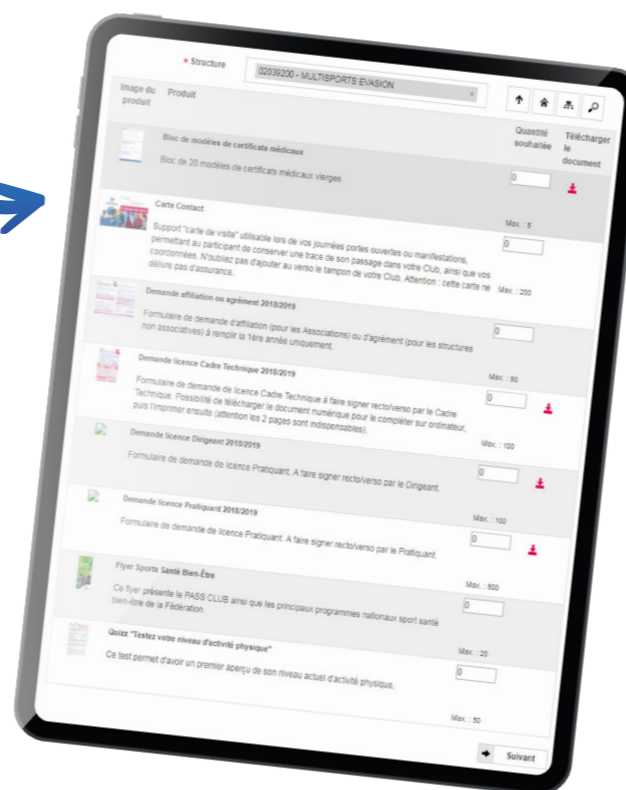 * Structure
02039200 - MULTISPORTS EVASION ×
Image du produit
Produit
Quantité souhaitée
Télécharger le document
Bloc de modèles de certificats médicaux
Bloc de 20 modèles de certificats médicaux vierges
0
Max. : 5
Carte Contact
Support "carte de visite" utilisable lors de vos journées portes ouvertes ou manifestations,
permettant au participant de conserver une trace de son passage dans votre Club, ainsi que vos
coordonnées. N'oubliez pas d'ajouter au verso le tampon de votre Club. Attention : cette carte ne
délivre pas d'assurance.
0
Max. : 200
Demande affiliation ou agrément 2018/2019
Formulaire de demande d'affiliation (pour les Associations) ou d'agrément (pour les structures
non associatives) à remplir la 1ère année uniquement.
0
Max. : 50
Demande licence Cadre Technique 2018/2019
Formulaire de demande de licence Cadre Technique à faire signer recto/verso par le Cadre
Technique. Possibilité de télécharger le document numérique pour le compléter sur ordinateur,
puis l'imprimer ensuite (attention les 2 pages sont indispensables).
0
Max. : 100
Demande licence Dirigeant 2018/2019
Formulaire de demande de licence Pratiquant. A faire signer recto/verso par le Dirigeant.
0
Max. : 100
Demande licence Pratiquant 2018/2019
Formulaire de demande de licence Pratiquant. A faire signer recto/verso par le Pratiquant.
0
Max. : 500
Flyer Sports Santé Bien-Être
Ce flyer présente le PASS CLUB ainsi que les principaux programmes nationaux sport santé
bien-être de la Fédération.
0
Max. : 20
Quizz "Testez votre niveau d'activité physique"
Ce test permet d'avoir un premier aperçu de son niveau actuel d'activité physique.
0
Max. : 50
Suivant